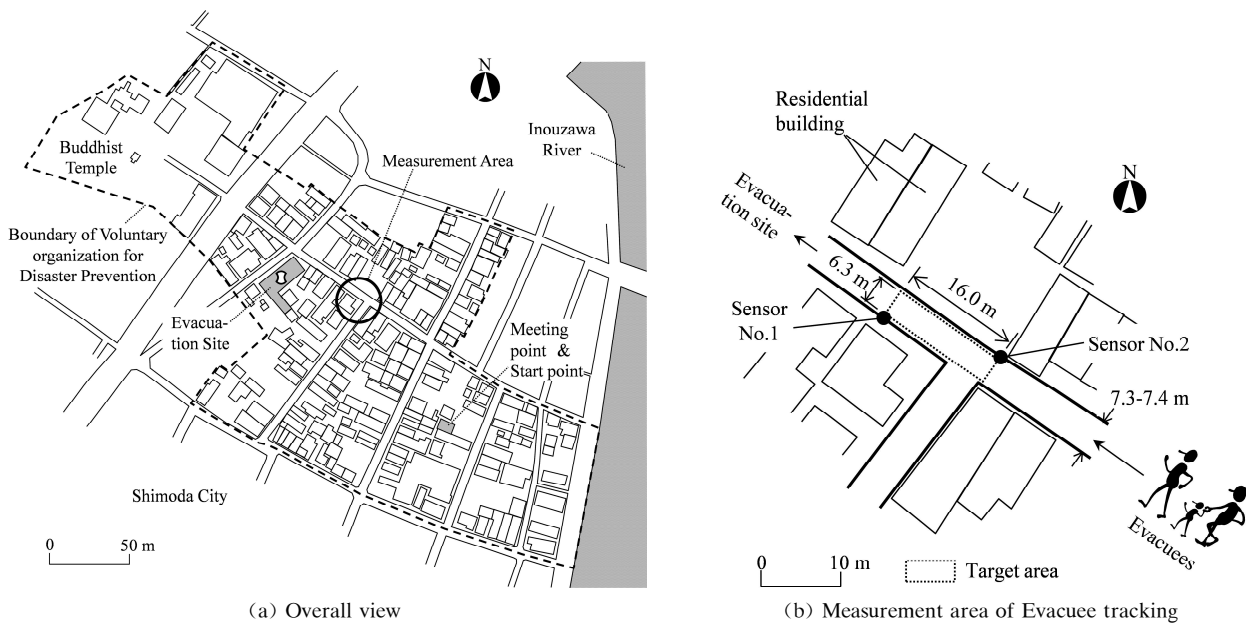 N
Inouzawa
River
Buddhist
Temple
Measurement Area
Boundary of Voluntary
organization for
Disaster Prevention
Evacua-
tion Site
Meeting
point &
Start point
Shimoda City
0 50 m
(a) Overall view
Residential
building
N
Evacua-
tion site
6.3 m
16.0 m
Sensor
No.1
Sensor No.2
7.3-7.4 m
Evacuees
0 10 m
Target area
(b) Measurement area of Evacuee tracking